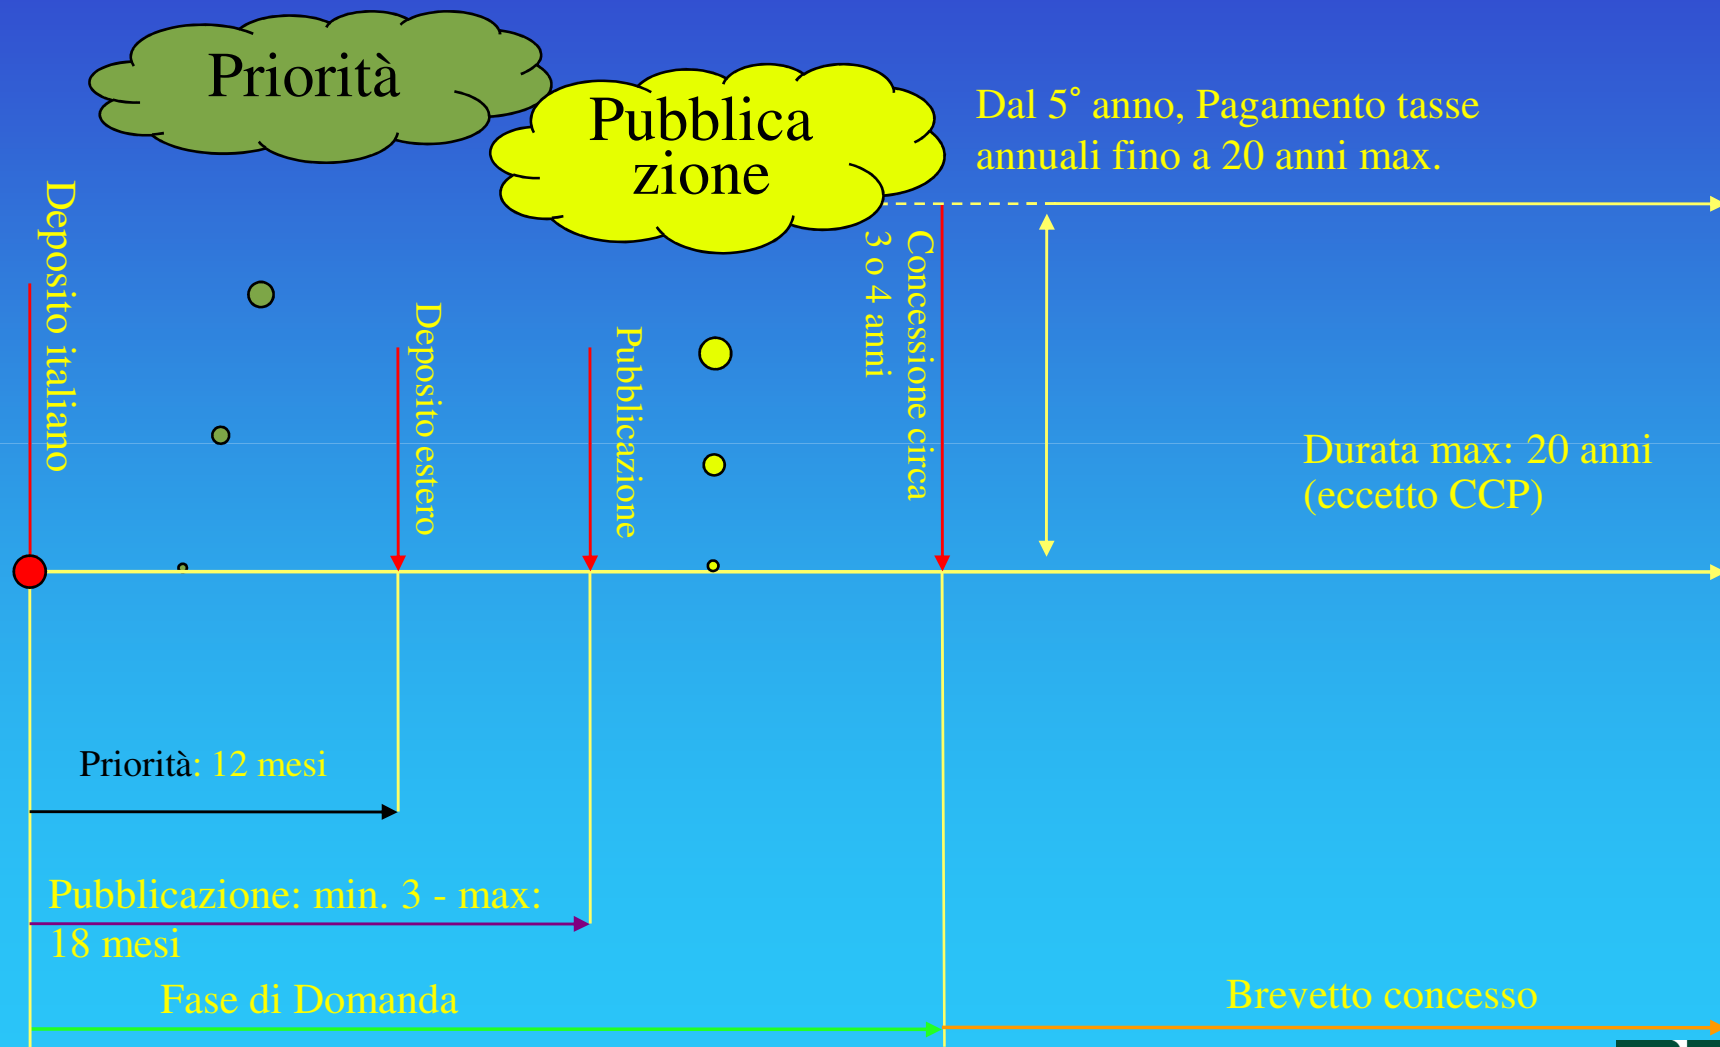 Priorità
Pubblica
zione
Dal 5° anno, Pagamento tasse
annuali fino a 20 anni max.
Deposito italiano
Deposito estero
Pubblicazione
Concessione circa
3 o 4 anni
Durata max: 20 anni
(eccetto CCP)
Priorità: 12 mesi
Pubblicazione: min. 3 - max:
18 mesi
Fase di Domanda
Brevetto concesso